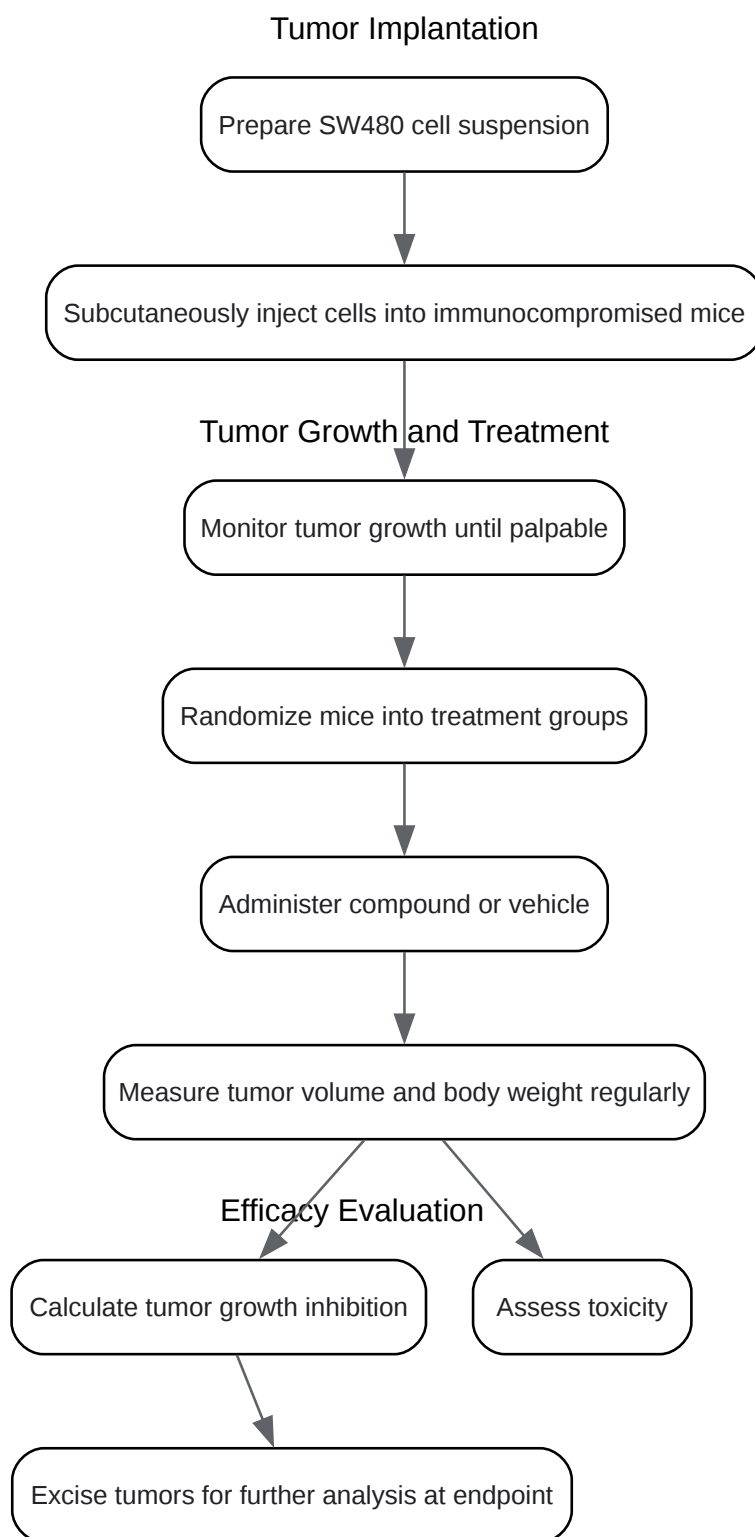 Tumor Implantation
Prepare SW480 cell suspension
Subcutaneously inject cells into immunocompromised mice
Tumor Growth and Treatment
Monitor tumor growth until palpable
Randomize mice into treatment groups
Administer compound or vehicle
Measure tumor volume and body weight regularly
Efficacy Evaluation
Calculate tumor growth inhibition
Assess toxicity
Excise tumors for further analysis at endpoint